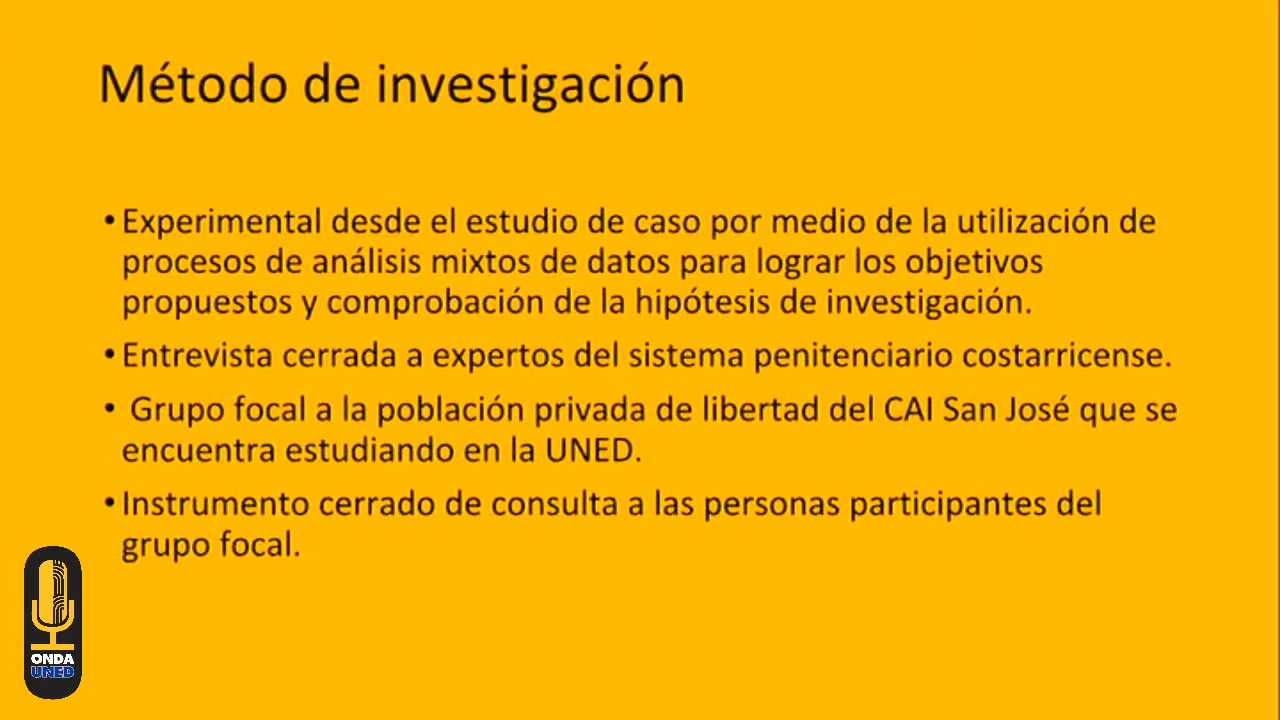 Método de investigación
• Experimental desde el estudio de caso por medio de la utilización de
procesos de análisis mixtos de datos para lograr los objetivos
propuestos y comprobación de la hipótesis de investigación.
• Entrevista cerrada a expertos del sistema penitenciario costarricense.
• Grupo focal a la población privada de libertad del CAI San José que se
encuentra estudiando en la UNED.
• Instrumento cerrado de consulta a las personas participantes del
grupo focal.
ONDA
UNED